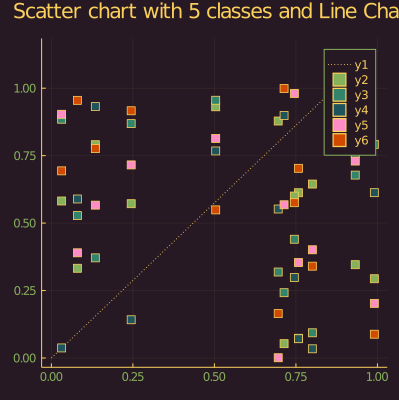 Scatter chart with 5 classes and Line Cha
1.00
0.75
0.50
0.25
0.00
0.00 0.25 0.50 0.75 1.00
y1
y2
y3
y4
y5
y6